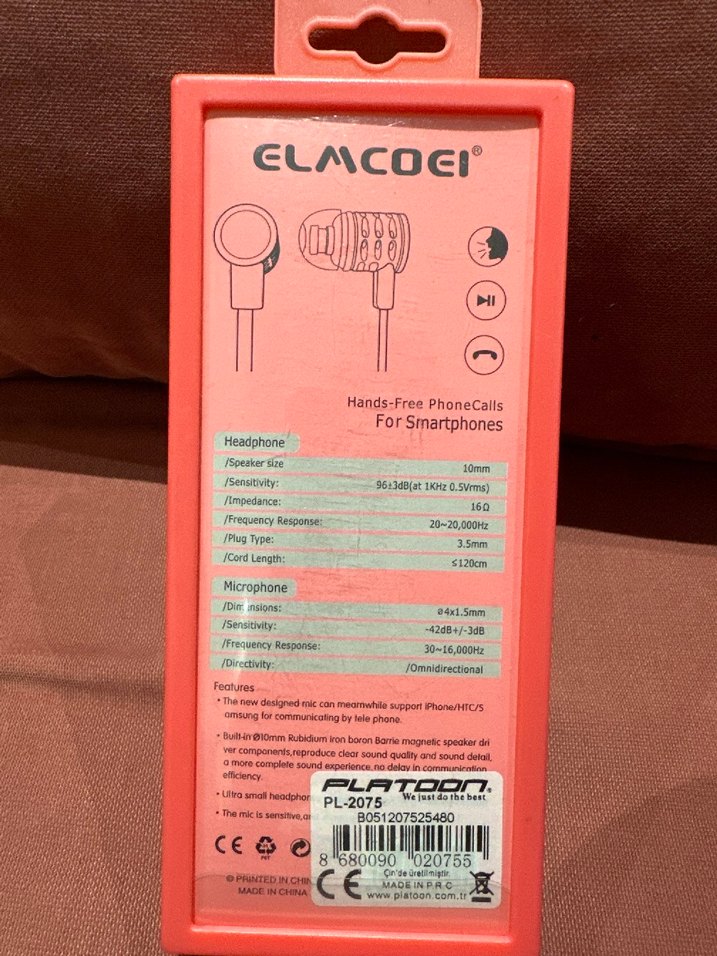 ELMCOEI®
Hands-Free PhoneCalls
For Smartphones
Headphone
/Speaker size 10mm
/Sensitivity: 96±3dB(at 1KHz 0.5Vrms)
/Impedance: 16Ω
/Frequency Response: 20~20,000Hz
/Plug Type: 3.5mm
/Cord Length: ≤120cm
Microphone
/Dimensions: ø4x1.5mm
/Sensitivity: -42dB+/-3dB
/Frequency Response: 30~16,000Hz
/Directivity: /Omnidirectional
Features
• The new designed mic can mearnwhile support iPhone/HTC/S
amsung for communicating by tele phone.
• Built-in Ø10mm Rubidium iron boron Barrie magnetic speaker dri
ver components,reproduce clear sound quality and sound detail,
a more complete sound experience,no delay in communication
efficiency.
• Ultra small headphon
• The mic is sensitive,an
CE PET
© PRINTED IN CHIN
MADE IN CHINA
PLATOON.
We just do the best
PL-2075
B051207525480
8 680090 020755
CE
Çin'de üretilmiştir.
MADE IN P R C
www.platoon.com.tr